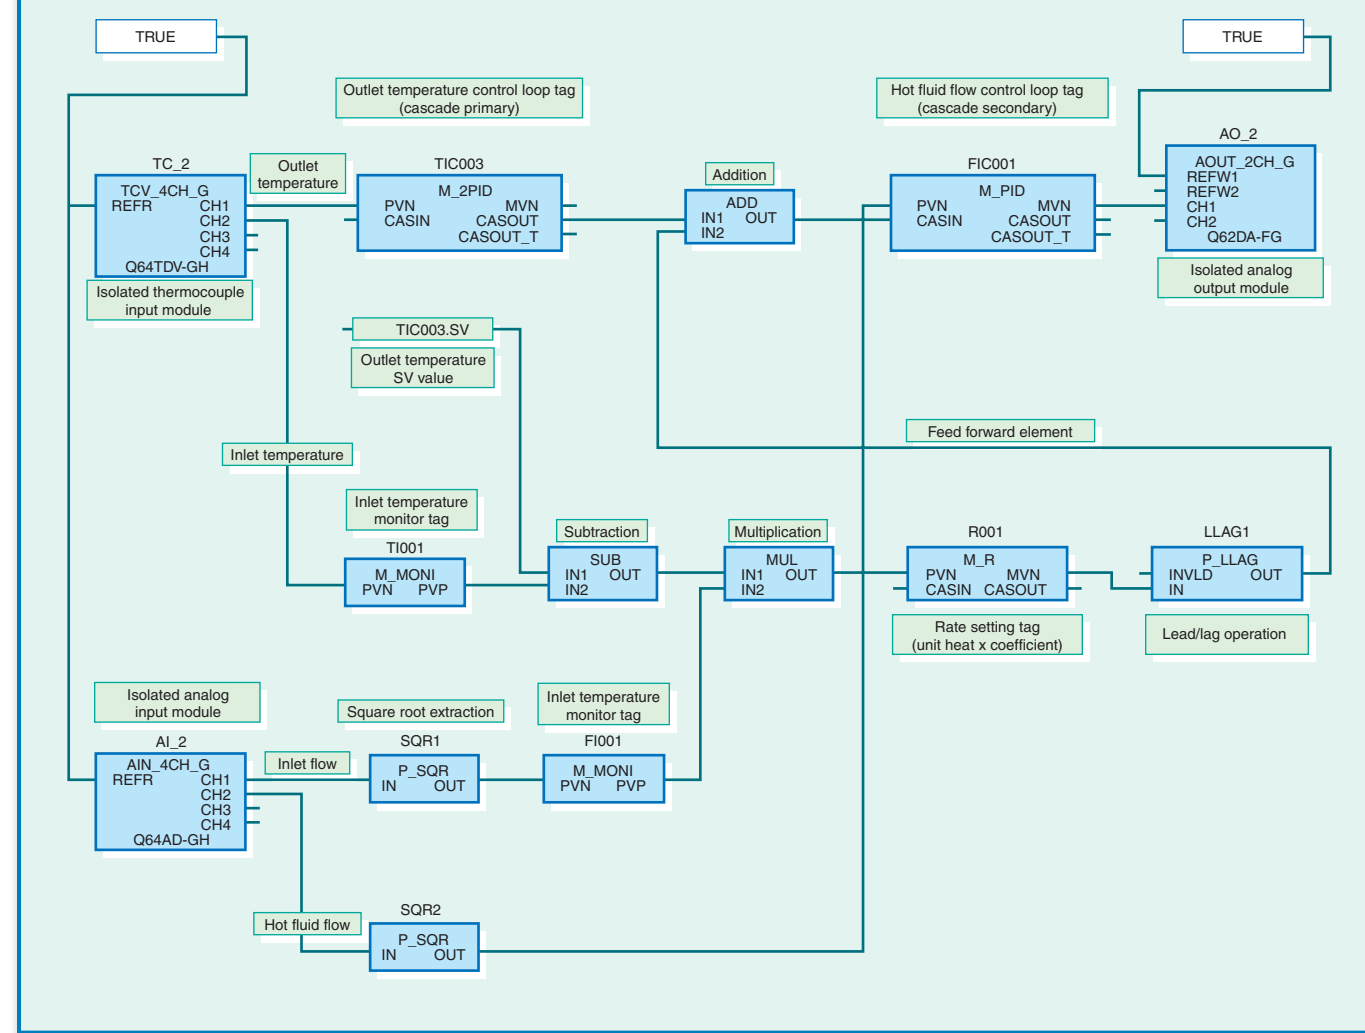 TRUE
TRUE
Outlet temperature control loop tag
(cascade primary)
Hot fluid flow control loop tag
(cascade secondary)
TC_2
TCV_4CH_G
REFR CH1
CH2
CH3
CH4
Q64TDV-GH
Isolated thermocouple
input module
Outlet
temperature
TIC003
M_2PID
PVN MVN
CASIN CASOUT
CASOUT_T
Addition
ADD
IN1 OUT
IN2
FIC001
M_PID
PVN MVN
CASIN CASOUT
CASOUT_T
AO_2
AOUT_2CH_G
REFW1
REFW2
CH1
CH2
Q62DA-FG
Isolated analog
output module
TIC003.SV
Outlet temperature
SV value
Feed forward element
Inlet temperature
Inlet temperature
monitor tag
TI001
M_MONI
PVN PVP
Subtraction
SUB
IN1 OUT
IN2
Multiplication
MUL
IN1 OUT
IN2
R001
M_R
PVN MVN
CASIN CASOUT
Rate setting tag
(unit heat x coefficient)
LLAG1
P_LLAG
INVLD OUT
IN
Lead/lag operation
Isolated analog
input module
AI_2
AIN_4CH_G
REFR CH1
CH2
CH3
CH4
Q64AD-GH
Inlet flow
Square root extraction
SQR1
P_SQR
IN OUT
Inlet temperature
monitor tag
FI001
M_MONI
PVN PVP
Hot fluid flow
SQR2
P_SQR
IN OUT